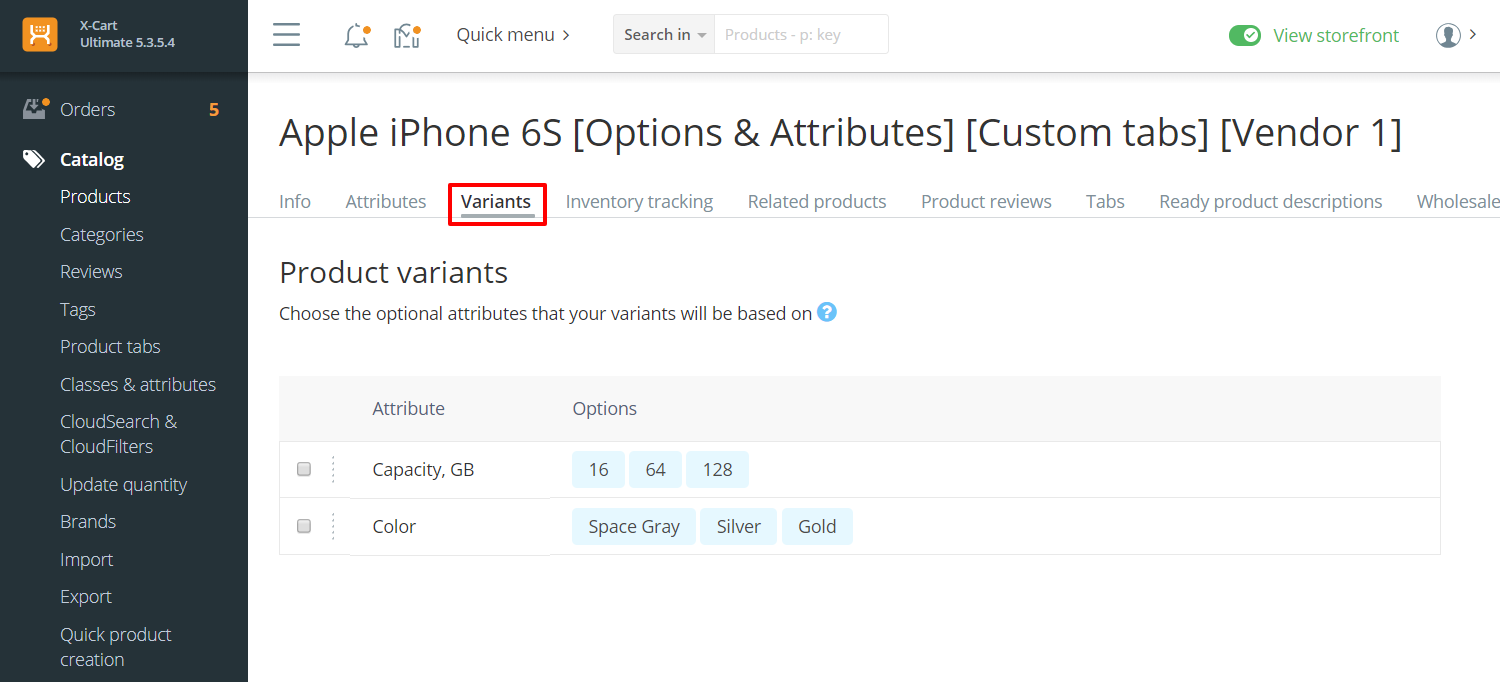 X-Cart
Ultimate 5.3.5.4
Quick menu
Search in
Products - p: key
View storefront
Orders 5
Catalog
Products
Categories
Reviews
Tags
Product tabs
Classes & attributes
CloudSearch &
CloudFilters
Update quantity
Brands
Import
Export
Quick product
creation
Apple iPhone 6S [Options & Attributes] [Custom tabs] [Vendor 1]
Info Attributes Variants Inventory tracking Related products Product reviews Tabs Ready product descriptions Wholesale
Product variants
Choose the optional attributes that your variants will be based on ?
Attribute Options
Capacity, GB 16 64 128
Color Space Gray Silver Gold